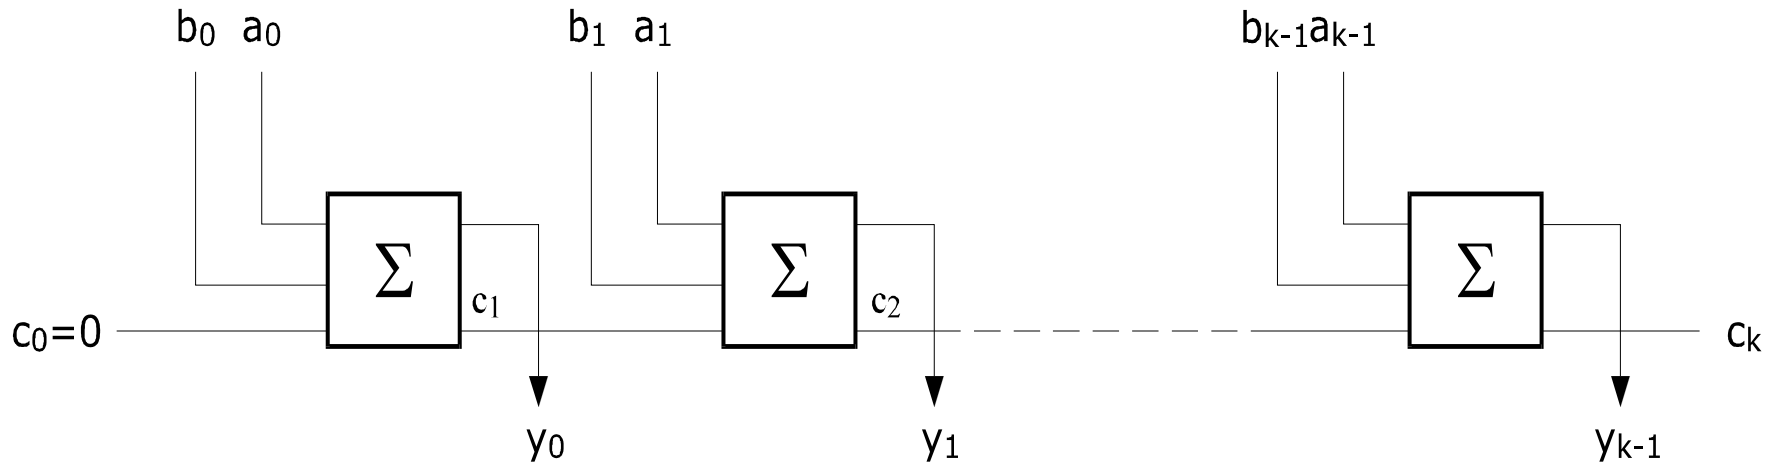 b₀ a₀ b₁ a₁ bₖ₋₁aₖ₋₁
Σ Σ Σ
c₁ c₂
c₀=0 cₖ
y₀ y₁ yₖ₋₁